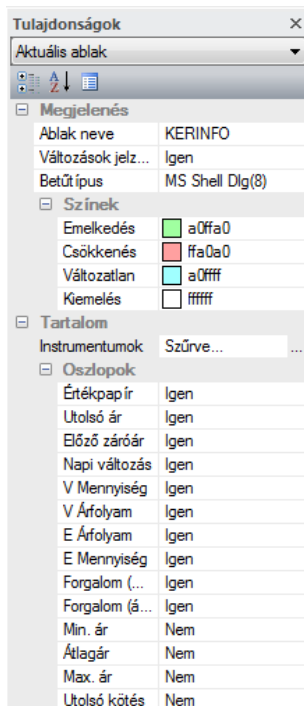 Tulajdonságok
Aktuális ablak
Megjelenés
Ablak neve KERINFO
Változások jelz... Igen
Betűtípus MS Shell Dlg(8)
Színek
Emelkedés a0ffa0
Csökkenés ffa0a0
Változatlan a0ffff
Kiemelés ffffff
Tartalom
Instrumentumok Szűrve... ...
Oszlopok
Értékpapír Igen
Utolsó ár Igen
Előző záróár Igen
Napi változás Igen
V Mennyiség Igen
V Árfolyam Igen
E Árfolyam Igen
E Mennyiség Igen
Forgalom (... Igen
Forgalom (á... Igen
Min. ár Nem
Átlagár Nem
Max. ár Nem
Utolsó kötés Nem